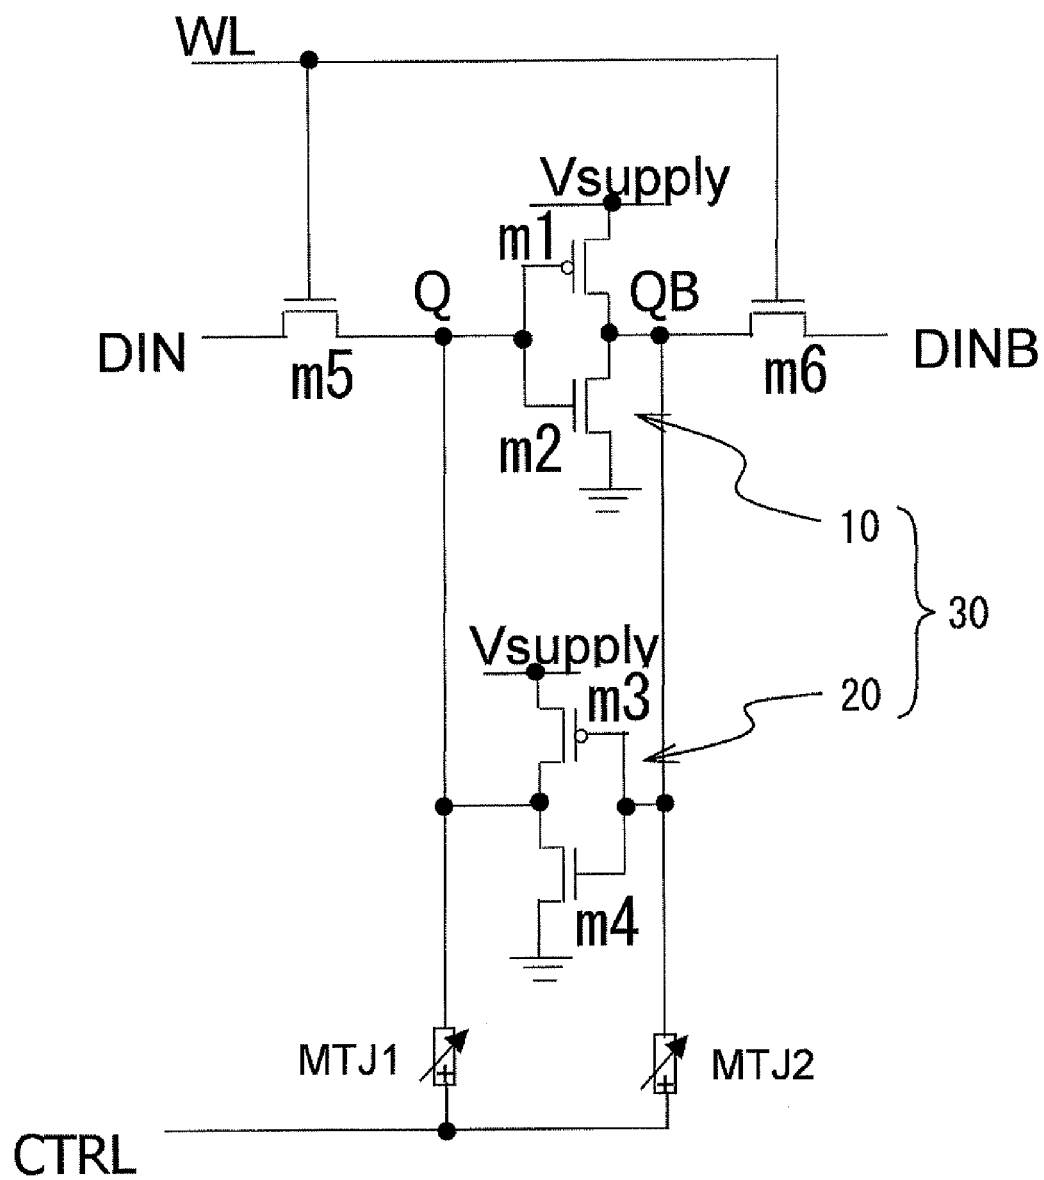 WL
Vsupply
m1
Q
QB
DIN
m5
m6
DINB
m2
10
30
Vsupply
m3
20
m4
MTJ1
+
+
MTJ2
CTRL